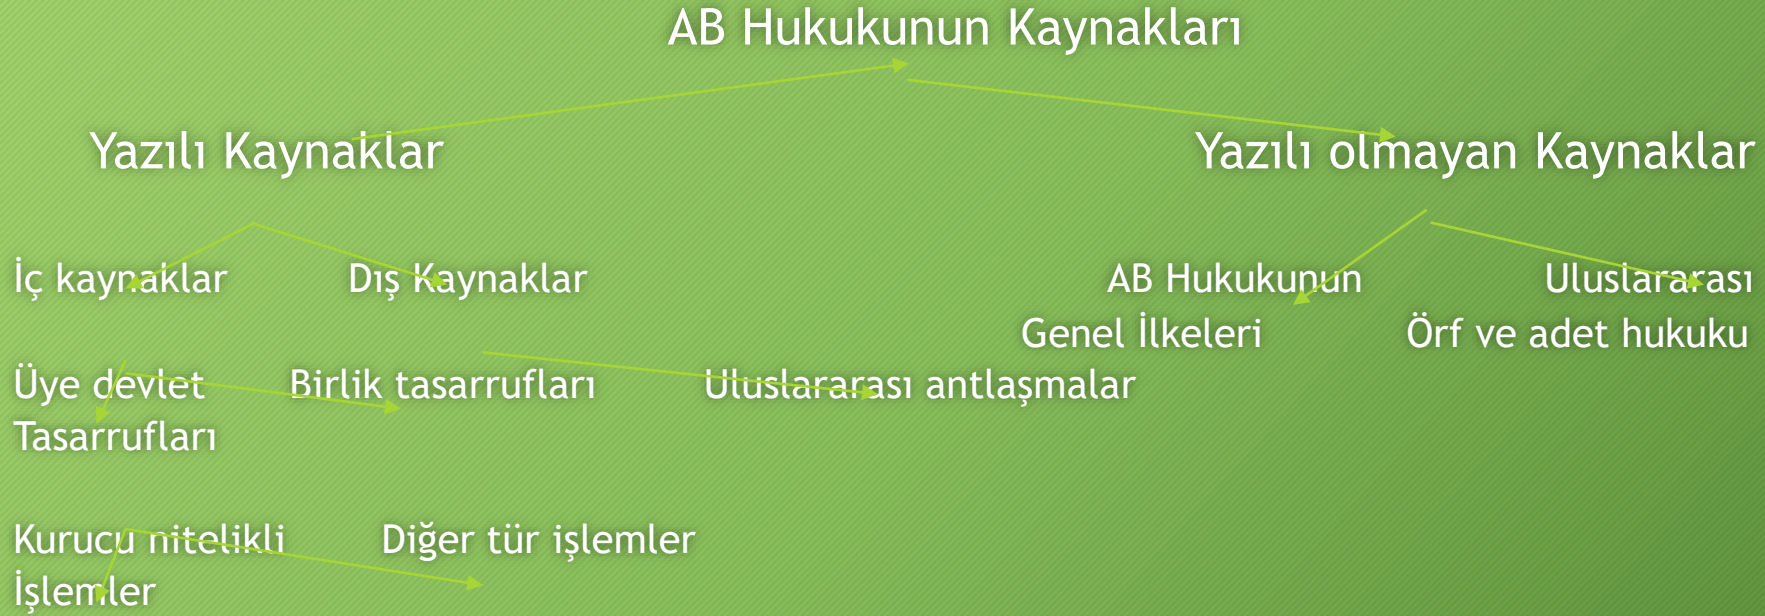 AB Hukukunun Kaynakları
Yazılı Kaynaklar Yazılı olmayan Kaynaklar
İç kaynaklar Dış Kaynaklar AB Hukukunun Uluslararası
Genel İlkeleri Örf ve adet hukuku
Üye devlet Birlik tasarrufları Uluslararası antlaşmalar
Tasarrufları
Kurucu nitelikli Diğer tür işlemler
İşlemler